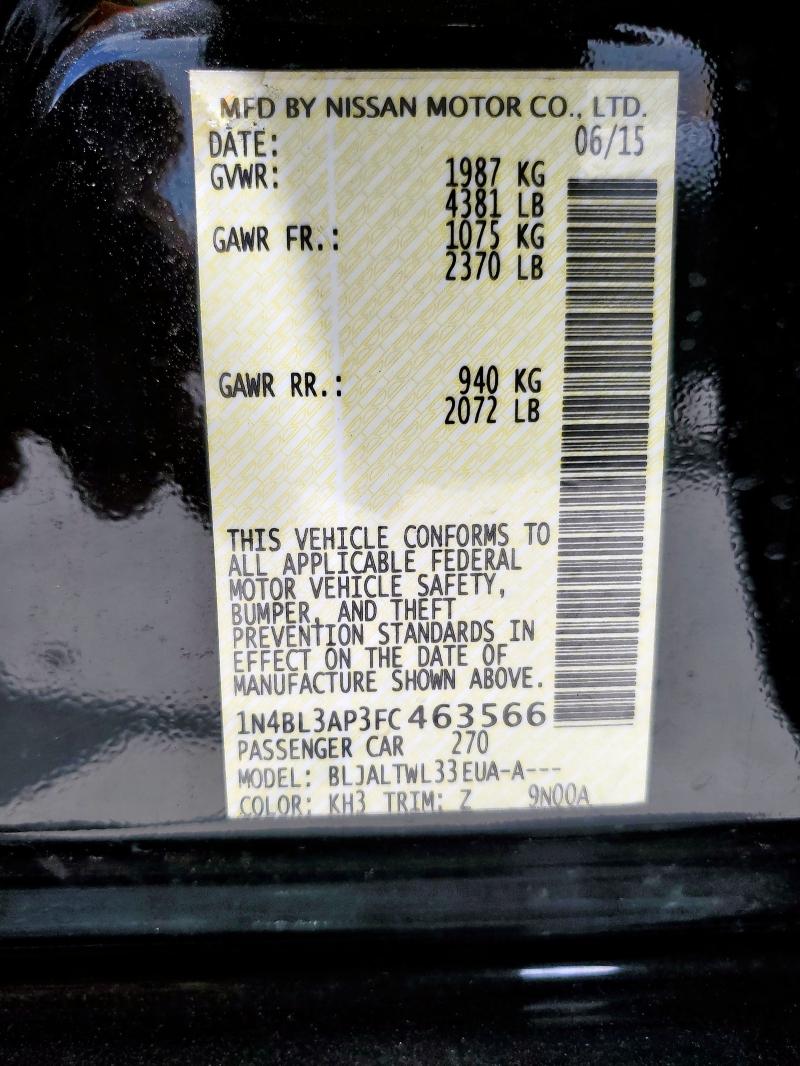 MFD BY NISSAN MOTOR CO., LTD.
DATE: 06/15
GVWR: 1987 KG
4381 LB
GAWR FR.: 1075 KG
2370 LB
GAWR RR.: 940 KG
2072 LB
THIS VEHICLE CONFORMS TO
ALL APPLICABLE FEDERAL
MOTOR VEHICLE SAFETY,
BUMPER, AND THEFT
PREVENTION STANDARDS IN
EFFECT ON THE DATE OF
MANUFACTURE SHOWN ABOVE.
1N4BL3AP3FC463566
PASSENGER CAR 270
MODEL: BLJALTWL33EUA-A---
COLOR: KH3 TRIM: Z 9N00A